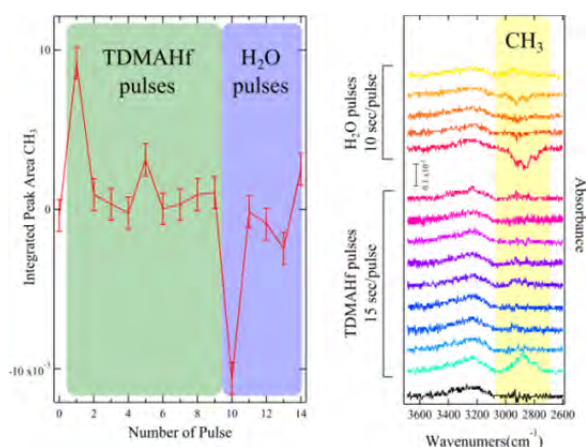 10
0
-10 x10⁻³
Integrated Peak Area CH₃
TDMAHf
pulses
H₂O
pulses
0 2 4 6 8 10 12 14
Number of Pulse
CH₃
H₂O pulses
10 sec/pulse
TDMAHf pulses
15 sec/pulse
Absorbance
3600 3400 3200 3000 2800 2600
Wavenumers(cm⁻¹)